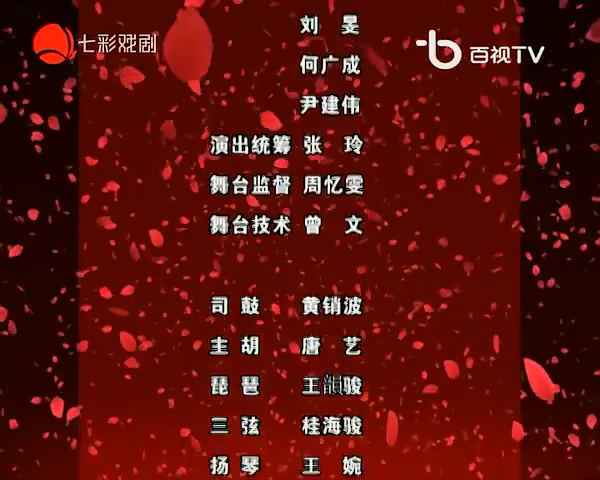 七彩戏剧
百视TV
刘 旻
何广成
尹建伟
演出统筹 张 玲
舞台监督 周忆雯
舞台技术 曾 文
司 鼓 黄销波
主 胡 唐 艺
琵 琶 王韻骏
三 弦 桂海骏
扬 琴 王 婉